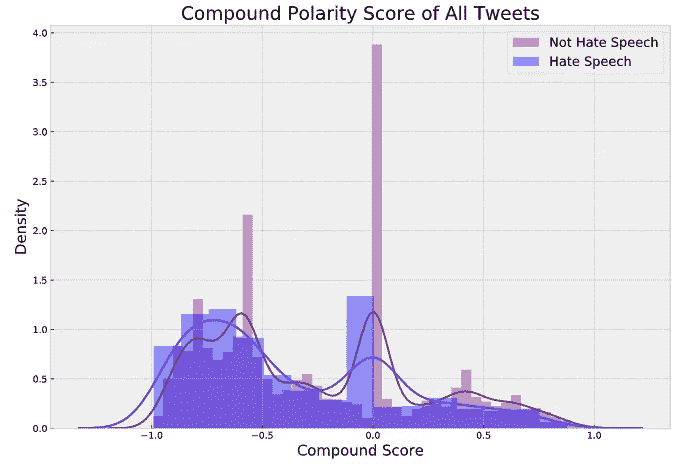 Compound Polarity Score of All Tweets
Not Hate Speech
Hate Speech
Density
4.0
3.5
3.0
2.5
2.0
1.5
1.0
0.5
0.0
−1.0 −0.5 0.0 0.5 1.0
Compound Score